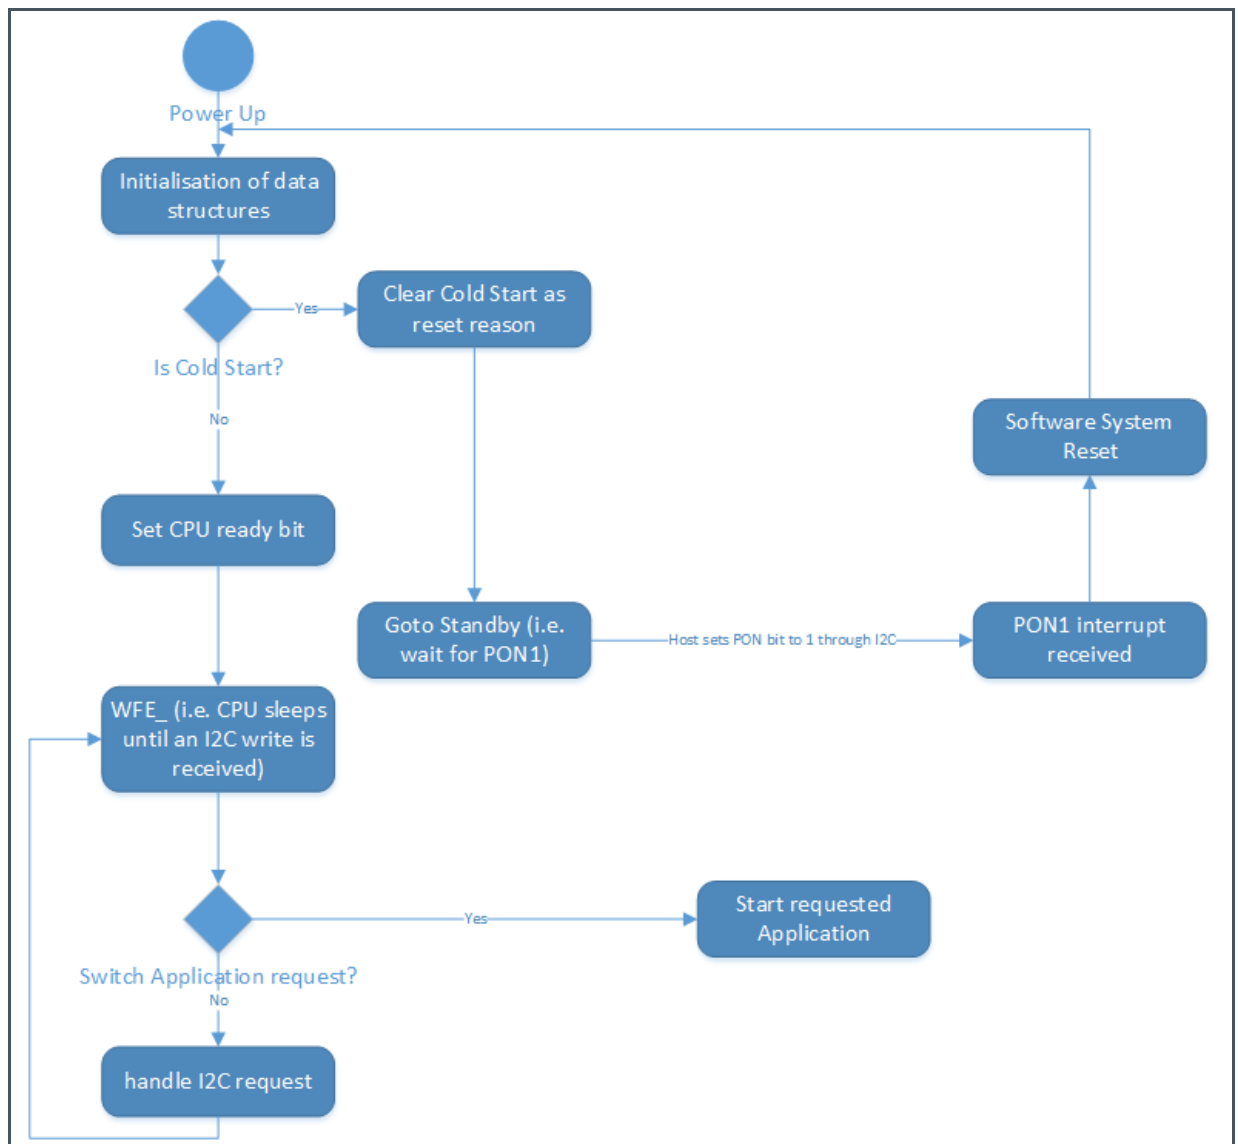 Power Up
Initialisation of data
structures
Yes
Clear Cold Start as
reset reason
Is Cold Start?
No
Software System
Reset
Set CPU ready bit
Goto Standby (i.e.
wait for PON1)
Host sets PON bit to 1 through I2C
PON1 interrupt
received
WFE_ (i.e. CPU sleeps
until an I2C write is
received)
Yes
Start requested
Application
Switch Application request?
No
handle I2C request